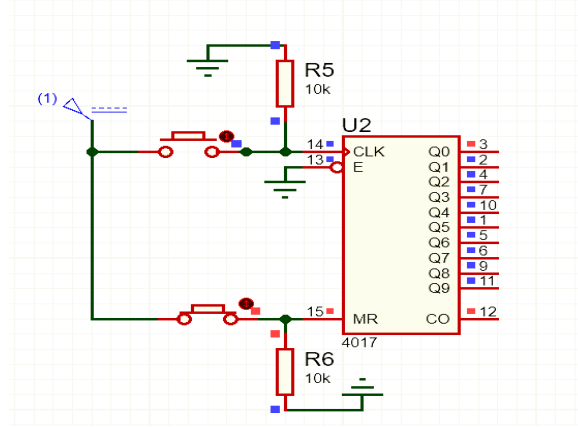 R5
10k
(1)
U2
14 CLK Q0 3
13 E Q1 2
Q2 4
Q3 7
Q4 10
Q5 1
Q6 5
Q7 6
Q8 9
Q9 11
15 MR CO 12
4017
R6
10k